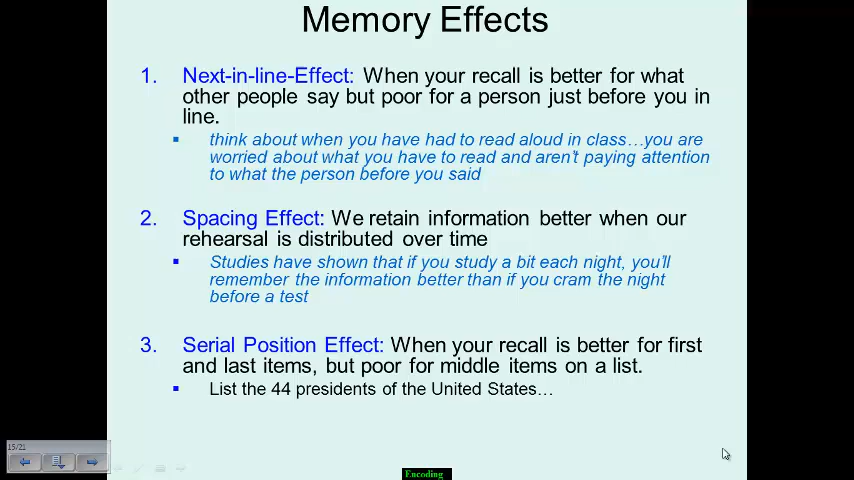 Memory Effects
1. Next-in-line-Effect: When your recall is better for what
other people say but poor for a person just before you in
line.
think about when you have had to read aloud in class…you are
worried about what you have to read and aren't paying attention
to what the person before you said
2. Spacing Effect: We retain information better when our
rehearsal is distributed over time
Studies have shown that if you study a bit each night, you'll
remember the information better than if you cram the night
before a test
3. Serial Position Effect: When your recall is better for first
and last items, but poor for middle items on a list.
List the 44 presidents of the United States…
15/21
Encoding